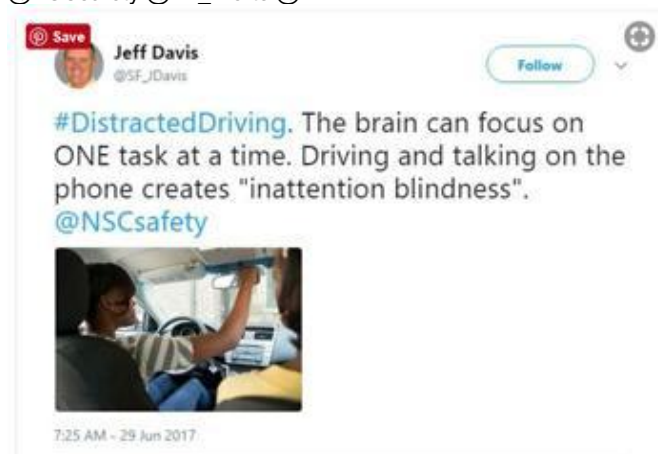 Save
Jeff Davis
@SF_JDavis
Follow
#DistractedDriving. The brain can focus on
ONE task at a time. Driving and talking on the
phone creates "inattention blindness".
@NSCsafety
7:25 AM - 29 Jun 2017